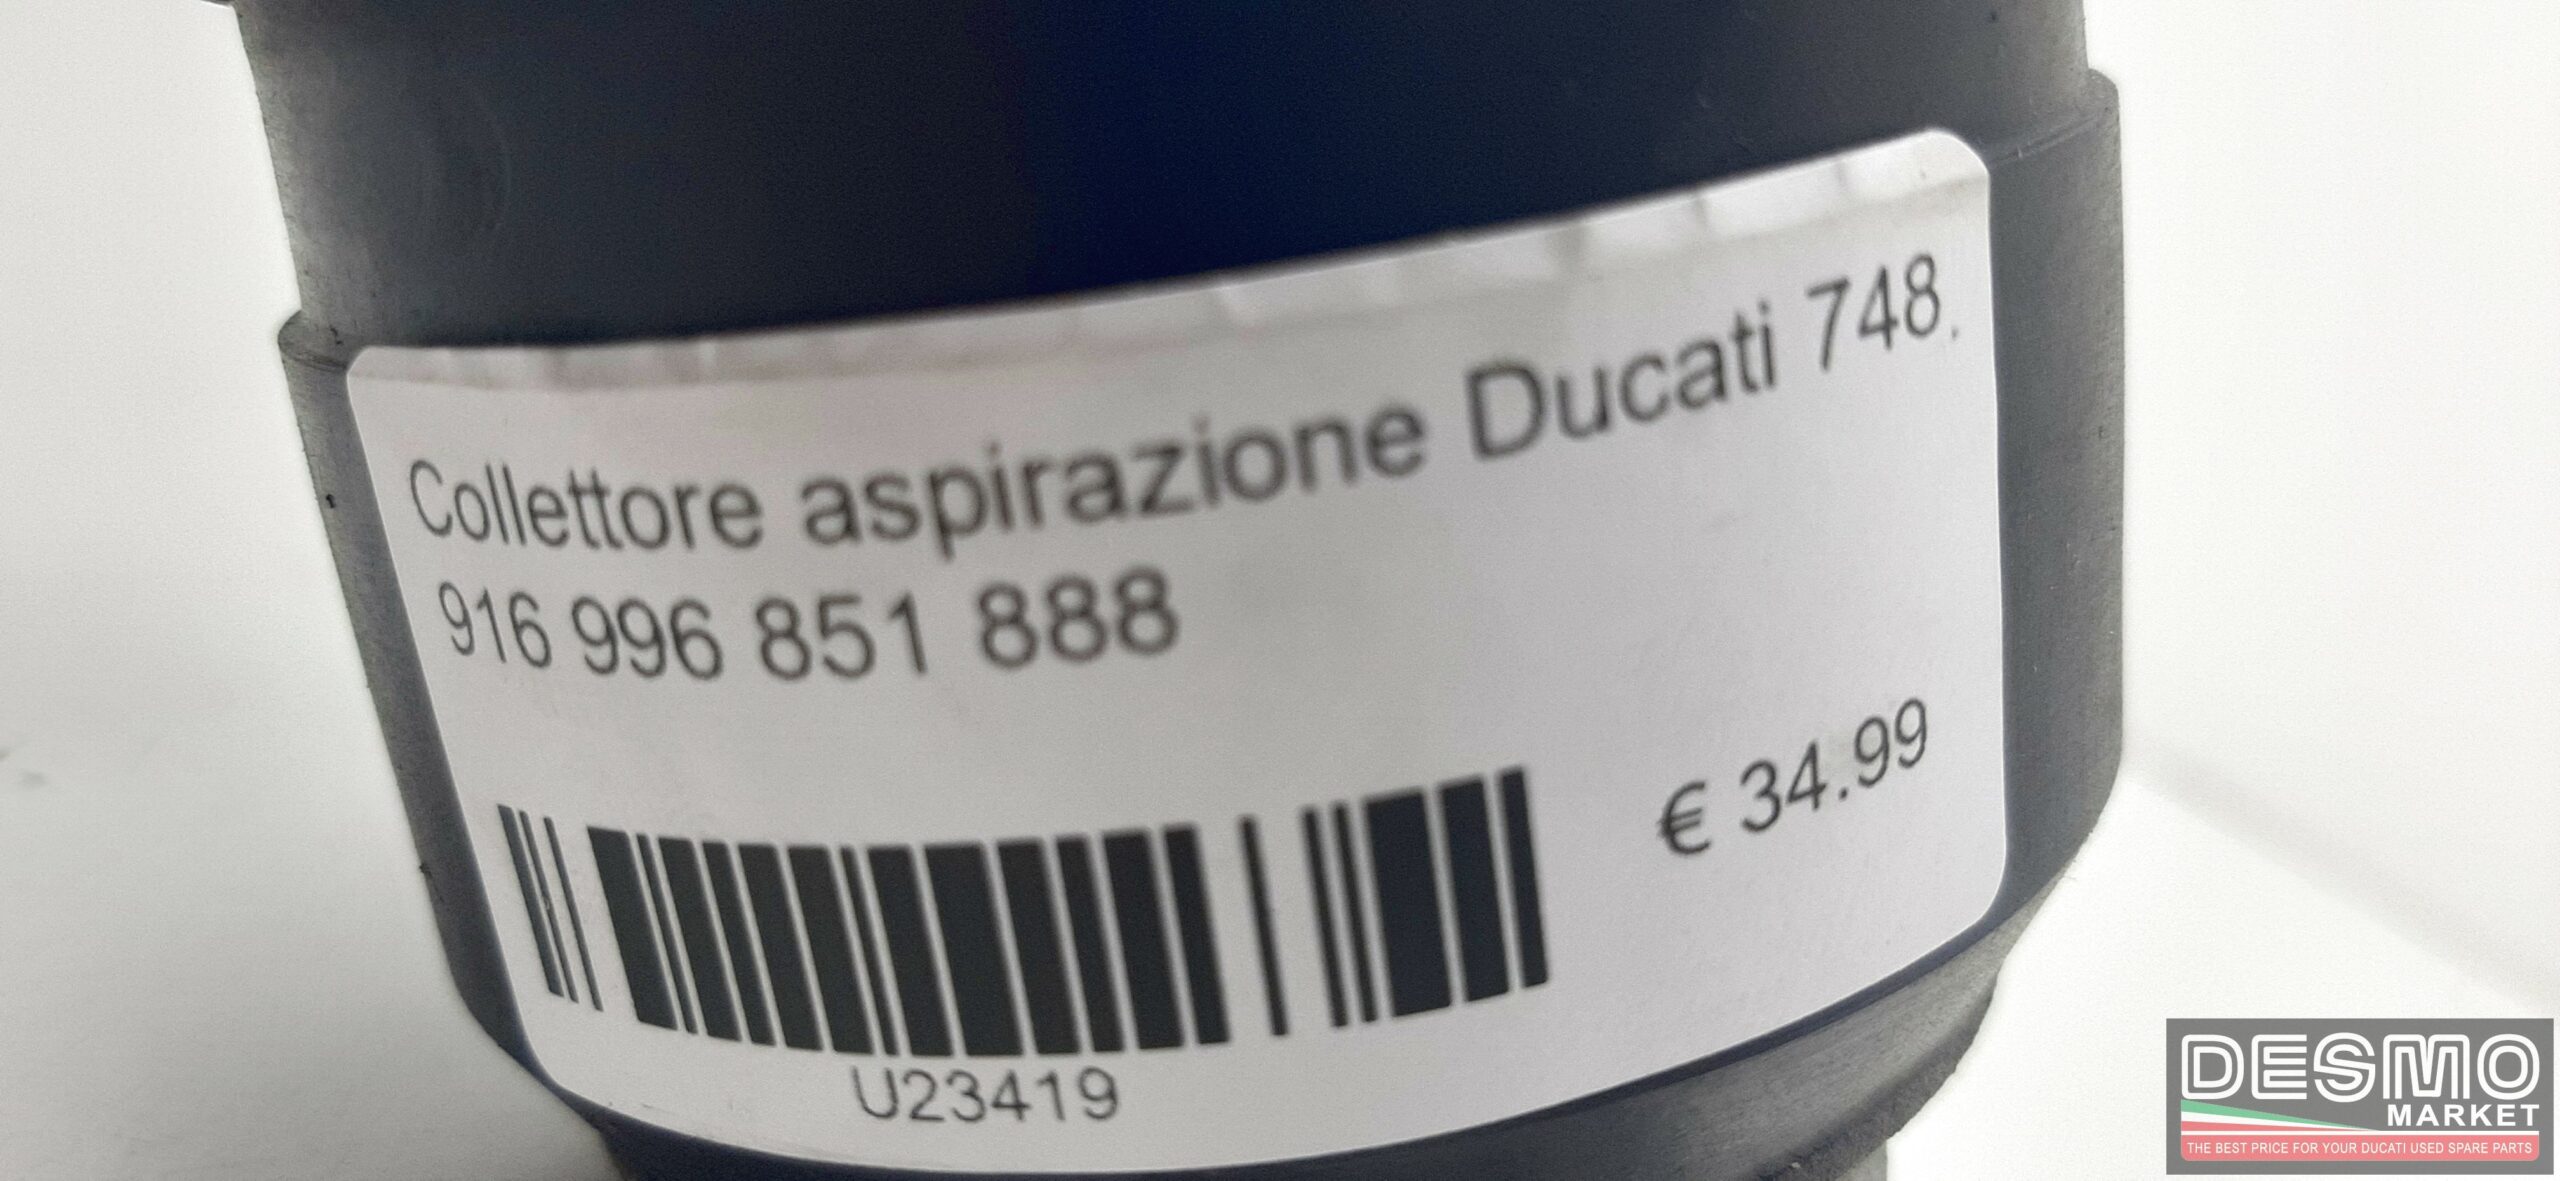 Collettore aspirazione Ducati 748.
916 996 851 888
€ 34.99
U23419
DESMO
MARKET
THE BEST PRICE FOR YOUR DUCATI USED SPARE PARTS